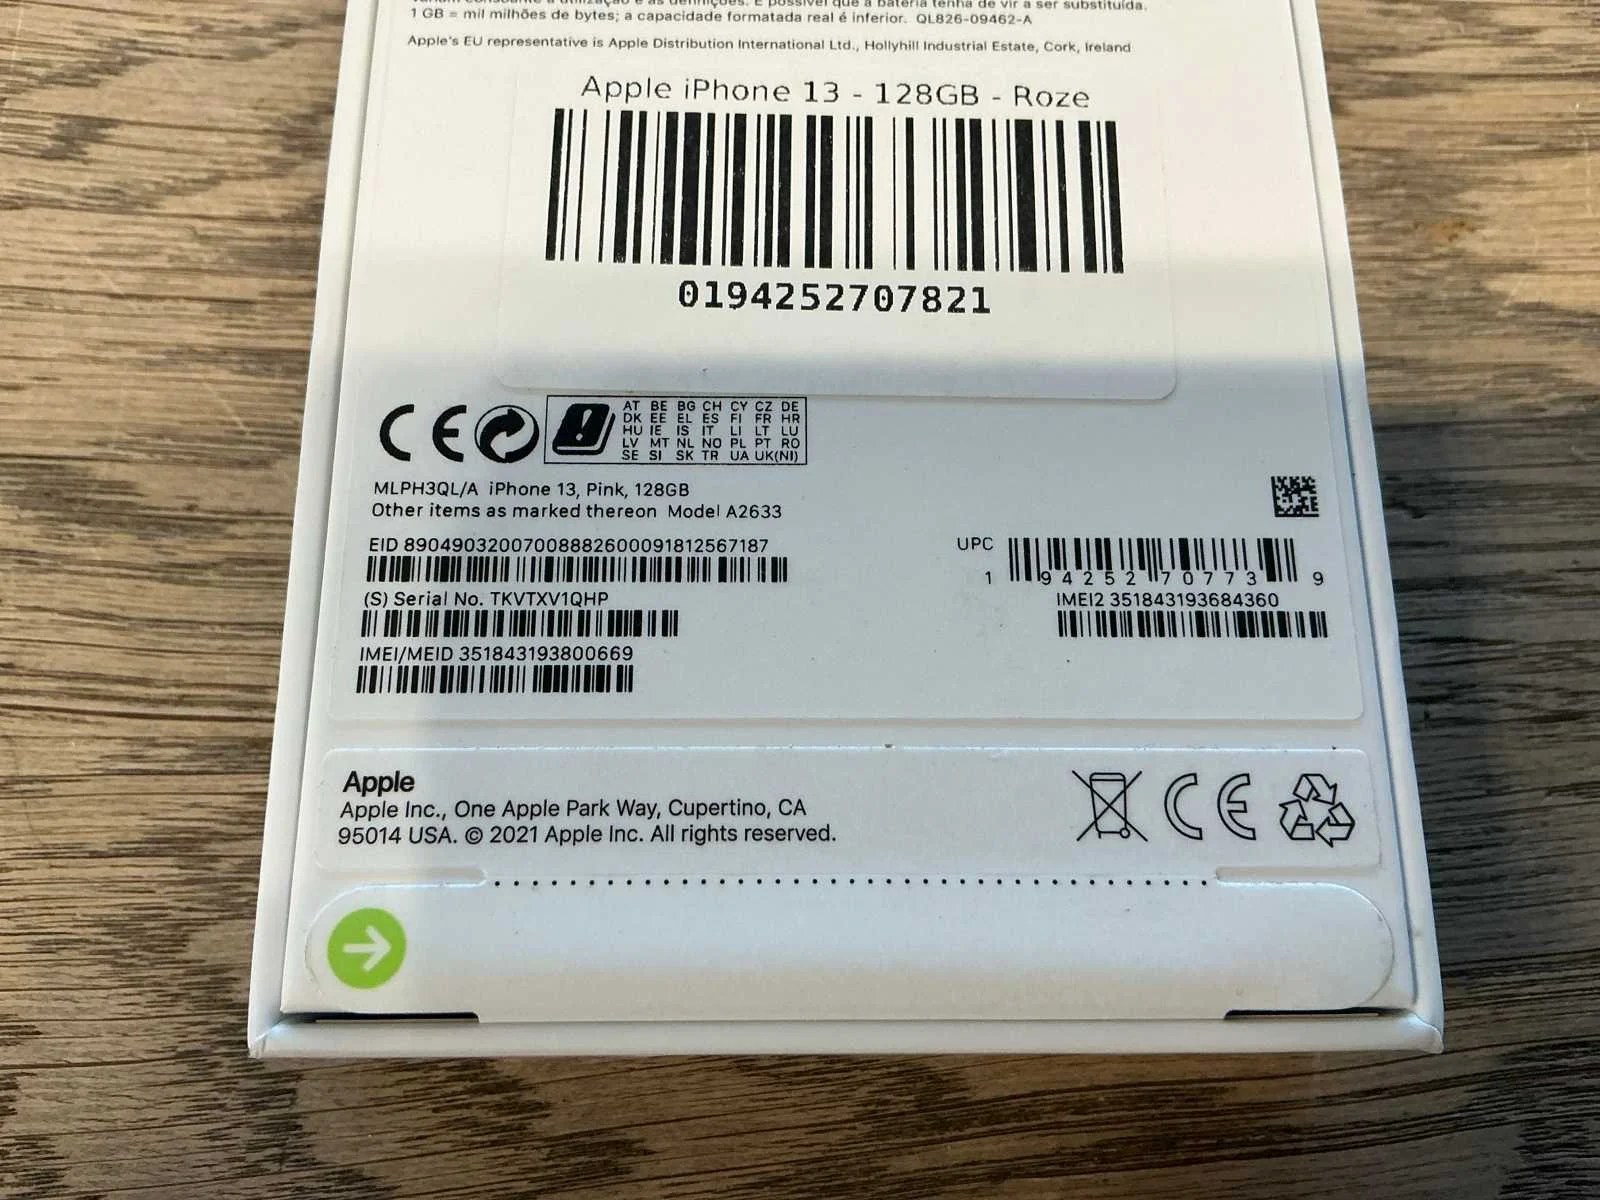 1 GB = mil milhões de bytes; a capacidade formatada real é inferior. QL826-09462-A
Apple's EU representative is Apple Distribution International Ltd., Hollyhill Industrial Estate, Cork, Ireland
Apple iPhone 13 - 128GB - Roze
0194252707821
CE
AT BE BG CH CY CZ DE
DK EE EL ES FI FR HR
HU IE IS IT LI LT LU
LV MT NL NO PL PT RO
SE SI SK TR UA UK(NI)
MLPH3QL/A iPhone 13, Pink, 128GB
Other items as marked thereon Model A2633
EID 89049032007008882600091812567187
UPC
1 94252 70773 9
(S) Serial No. TKVTXV1QHP
IMEI2 351843193684360
IMEI/MEID 351843193800669
Apple
Apple Inc., One Apple Park Way, Cupertino, CA
95014 USA. © 2021 Apple Inc. All rights reserved.
CE